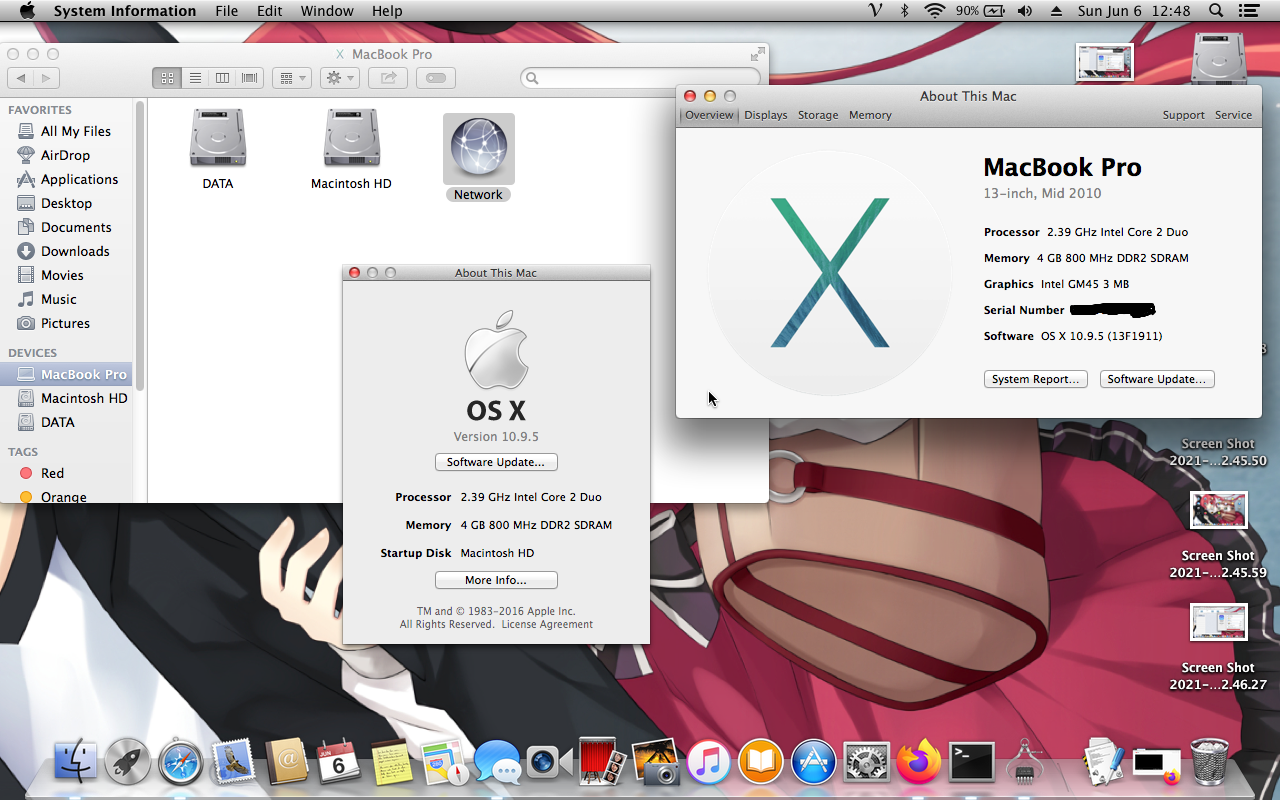 System Information File Edit Window Help
90% Sun Jun 6 12:48
MacBook Pro
FAVORITES
All My Files
AirDrop
Applications
Desktop
Documents
Downloads
Movies
Music
Pictures
DEVICES
MacBook Pro
Macintosh HD
DATA
TAGS
Red
Orange
DATA
Macintosh HD
Network
About This Mac
OS X
Version 10.9.5
Software Update...
Processor 2.39 GHz Intel Core 2 Duo
Memory 4 GB 800 MHz DDR2 SDRAM
Startup Disk Macintosh HD
More Info...
TM and © 1983-2016 Apple Inc.
All Rights Reserved. License Agreement
About This Mac
Overview Displays Storage Memory Support Service
MacBook Pro
13-inch, Mid 2010
Processor 2.39 GHz Intel Core 2 Duo
Memory 4 GB 800 MHz DDR2 SDRAM
Graphics Intel GM45 3 MB
Serial Number
Software OS X 10.9.5 (13F1911)
System Report... Software Update...
Screen Shot
2021-...2.45.50
Screen Shot
2021-...2.45.59
Screen Shot
2021-...2.46.27
JUN
6